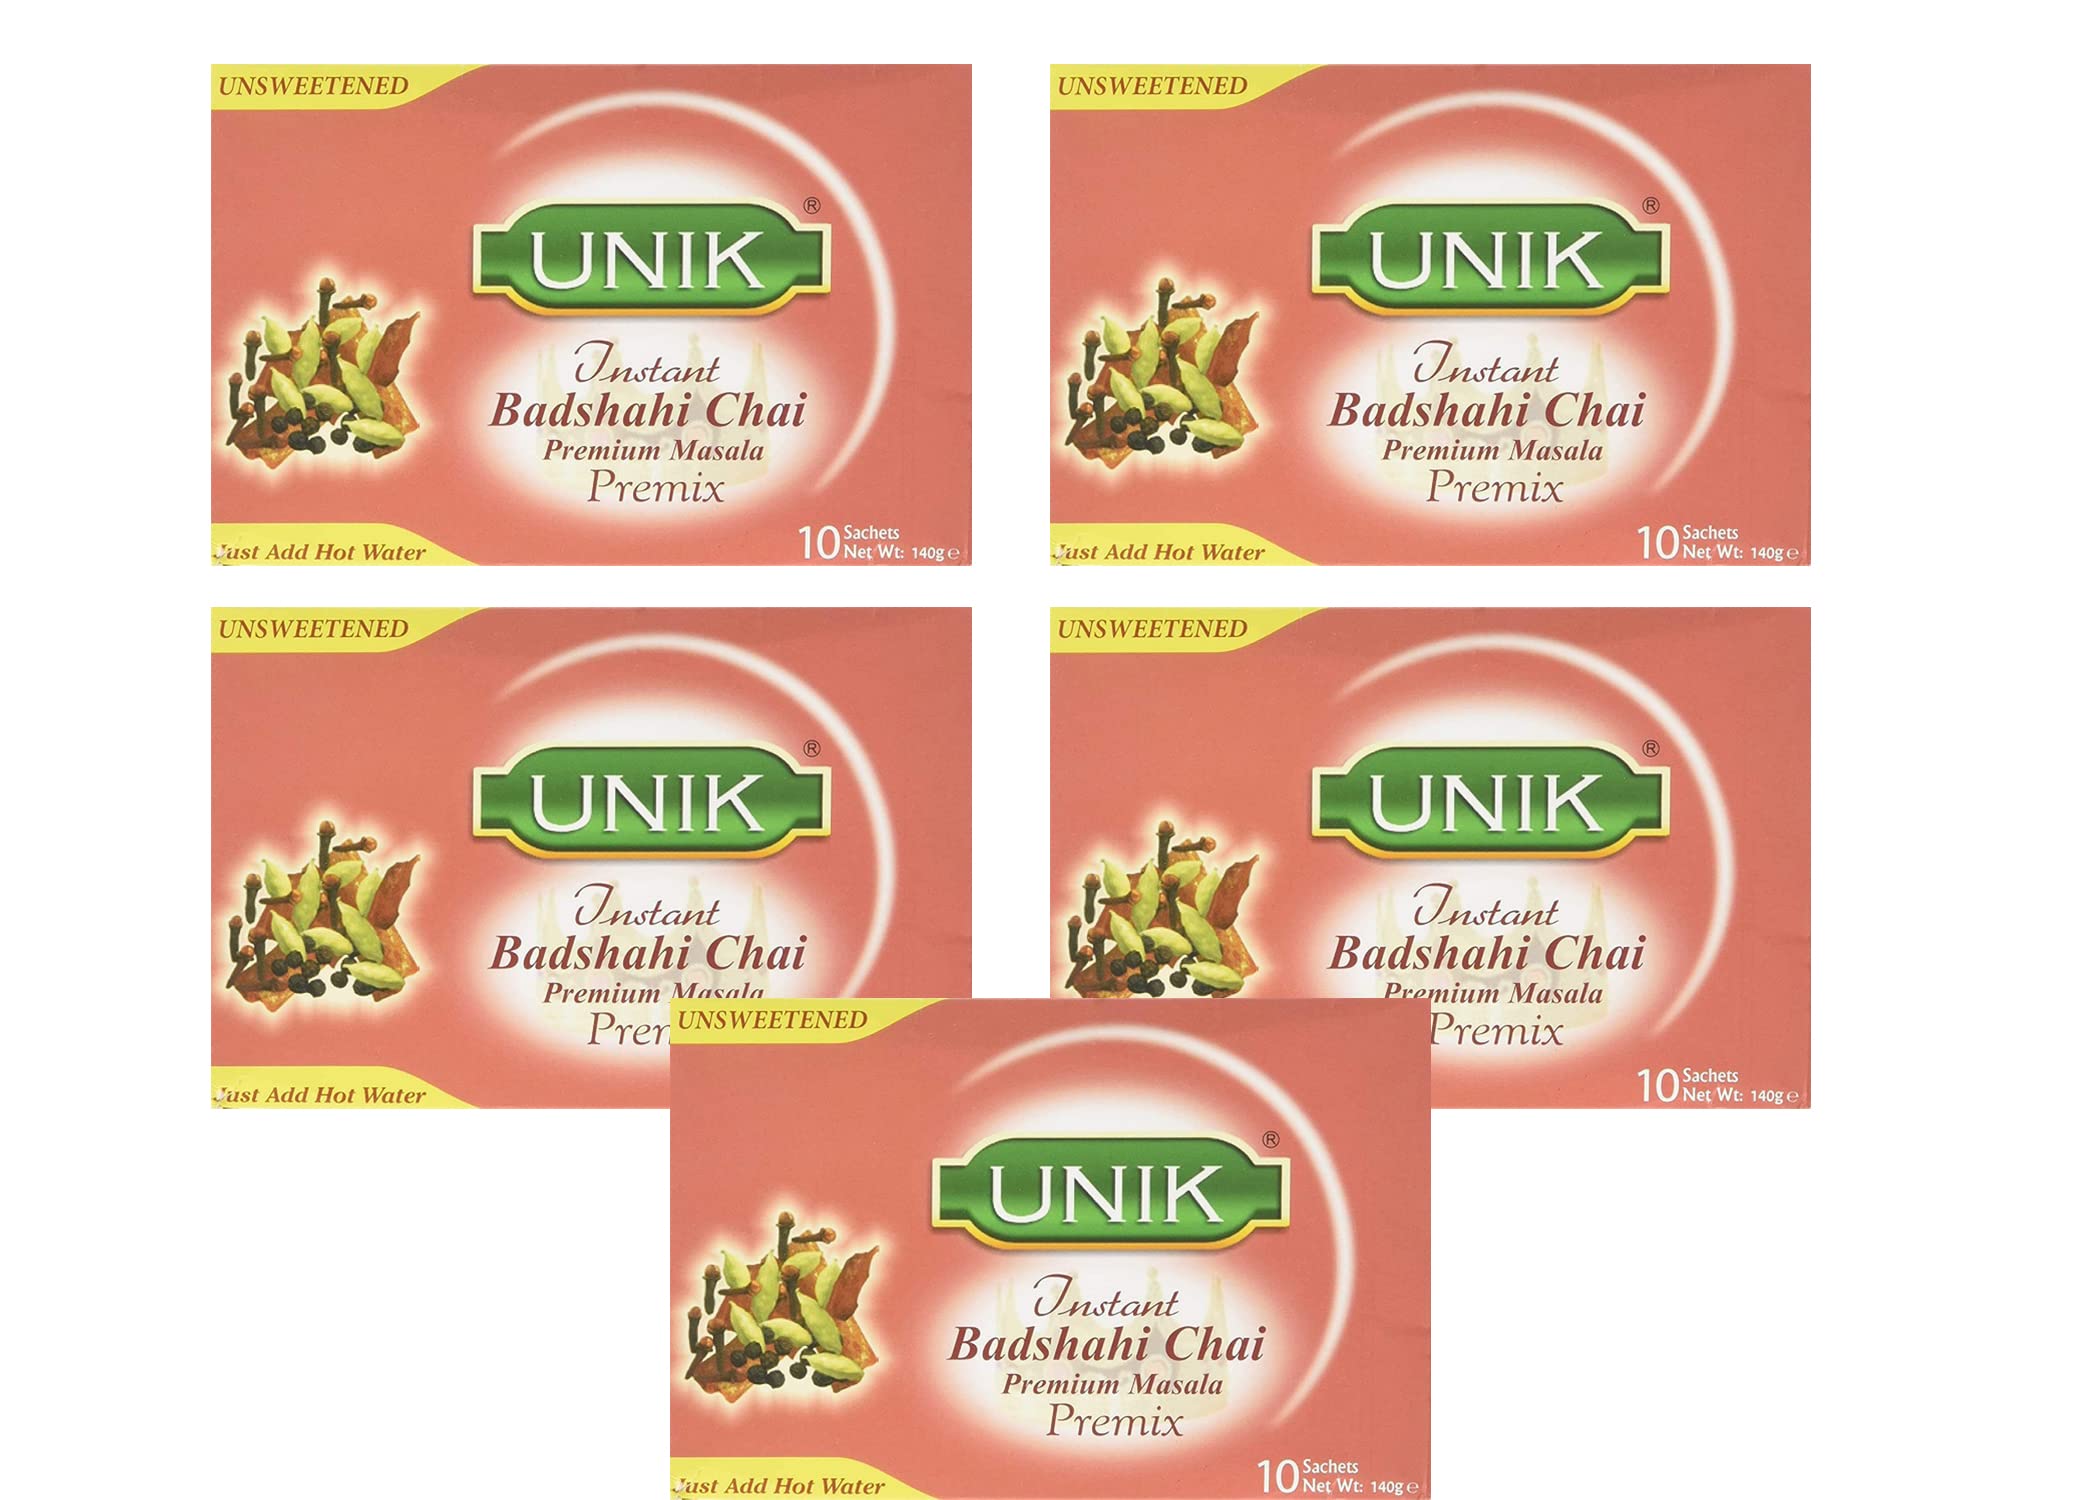 UNSWEETENED
UNIK®
Instant
Badshahi Chai
Premium Masala
Premix
Just Add Hot Water
10 Sachets
Net Wt: 140g ℮
UNSWEETENED
UNIK®
Instant
Badshahi Chai
Premium Masala
Premix
Just Add Hot Water
10 Sachets
Net Wt: 140g ℮
UNSWEETENED
UNIK®
Instant
Badshahi Chai
Premium Masala
Just Add Hot Water
UNSWEETENED
UNIK®
Instant
Badshahi Chai
Premium Masala
Premix
10 Sachets
Net Wt: 140g ℮
UNSWEETENED
UNIK®
Instant
Badshahi Chai
Premium Masala
Premix
Just Add Hot Water
10 Sachets
Net Wt: 140g ℮